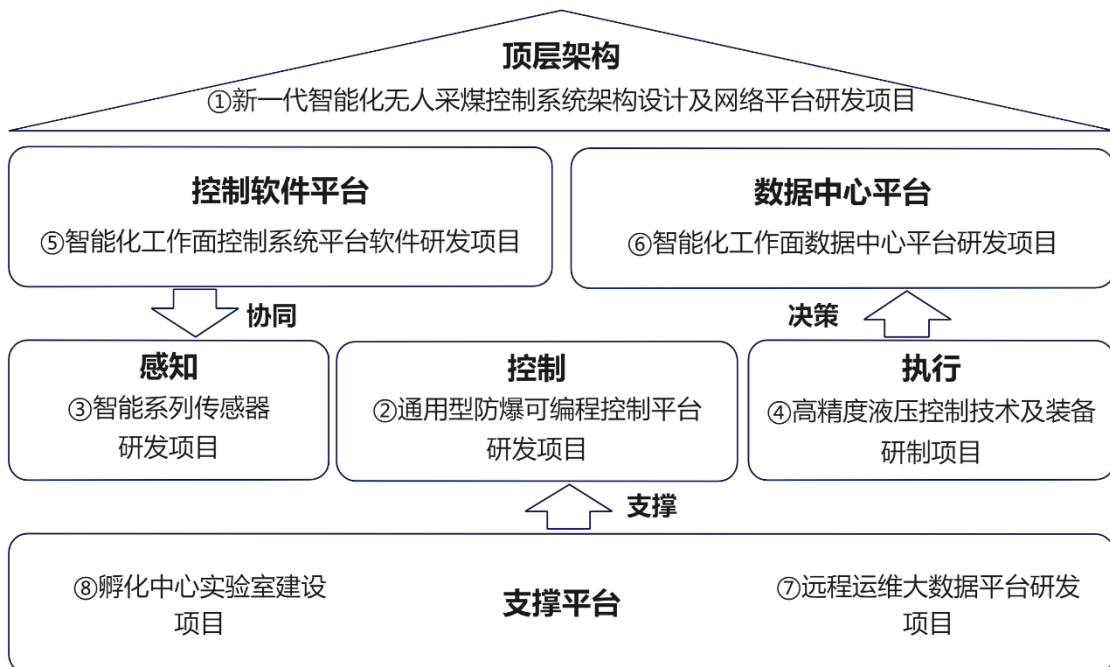 顶层架构
①新一代智能化无人采煤控制系统架构设计及网络平台研发项目
控制软件平台
⑤智能化工作面控制系统平台软件研发项目
数据中心平台
⑥智能化工作面数据中心平台研发项目
协同
决策
感知
③智能系列传感器
研发项目
控制
②通用型防爆可编程控制平台
研发项目
执行
④高精度液压控制技术及装备
研制项目
支撑
⑧孵化中心实验室建设
项目
支撑平台
⑦远程运维大数据平台研发
项目